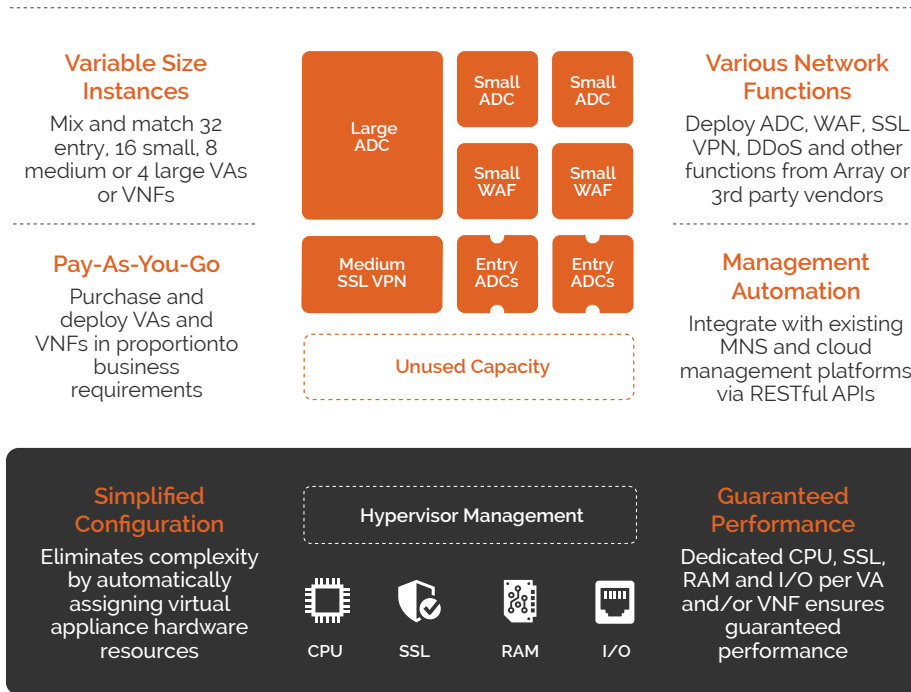 Variable Size
Instances
Mix and match 32
entry, 16 small, 8
medium or 4 large VAs
or VNFs
Pay-As-You-Go
Purchase and
deploy VAs and
VNFs in proportionto
business
requirements
Large
ADC
Small
ADC
Small
ADC
Small
WAF
Small
WAF
Medium
SSL VPN
Entry
ADCs
Entry
ADCs
Unused Capacity
Various Network
Functions
Deploy ADC, WAF, SSL
VPN, DDoS and other
functions from Array or
3rd party vendors
Management
Automation
Integrate with existing
MNS and cloud
management platforms
via RESTful APIs
Simplified
Configuration
Eliminates complexity
by automatically
assigning virtual
appliance hardware
resources
Hypervisor Management
CPU
SSL
RAM
I/O
Guaranteed
Performance
Dedicated CPU, SSL,
RAM and I/O per VA
and/or VNF ensures
guaranteed
performance